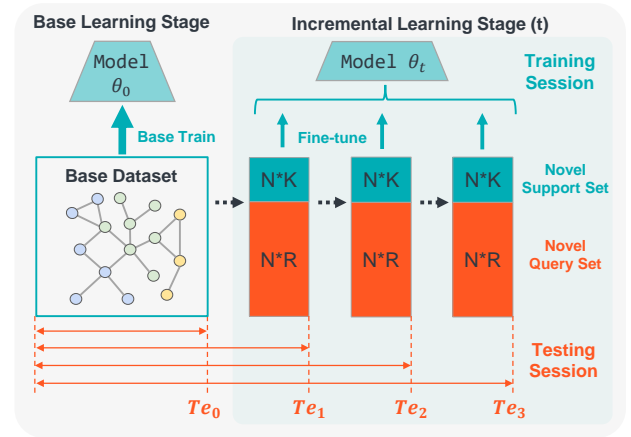 Base Learning Stage
Incremental Learning Stage (t)
Model
θ₀
Model θₜ
Training
Session
Base Train
Fine-tune
Base Dataset
N*K
N*K
N*K
Novel
Support Set
N*R
N*R
N*R
Novel
Query Set
Testing
Session
Te₀
Te₁
Te₂
Te₃